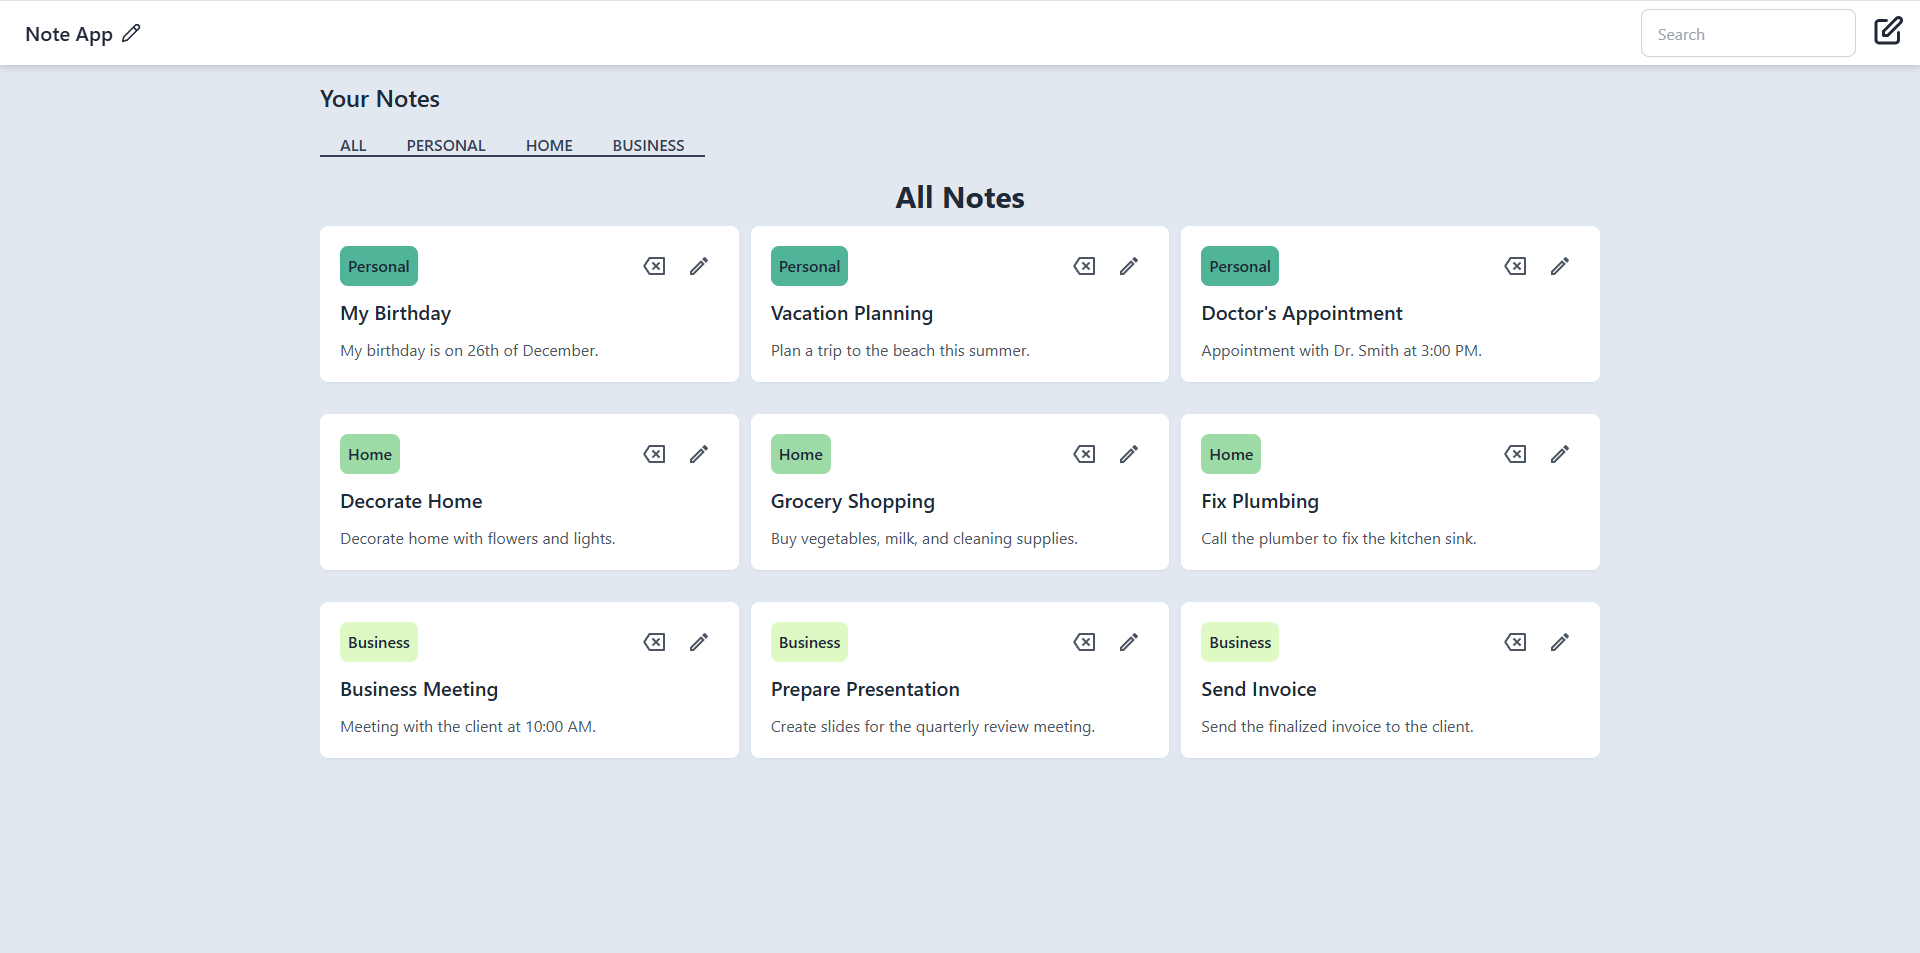 Note App
Search
Your Notes
ALL PERSONAL HOME BUSINESS
All Notes
Personal
My Birthday
My birthday is on 26th of December.
Personal
Vacation Planning
Plan a trip to the beach this summer.
Personal
Doctor's Appointment
Appointment with Dr. Smith at 3:00 PM.
Home
Decorate Home
Decorate home with flowers and lights.
Home
Grocery Shopping
Buy vegetables, milk, and cleaning supplies.
Home
Fix Plumbing
Call the plumber to fix the kitchen sink.
Business
Business Meeting
Meeting with the client at 10:00 AM.
Business
Prepare Presentation
Create slides for the quarterly review meeting.
Business
Send Invoice
Send the finalized invoice to the client.